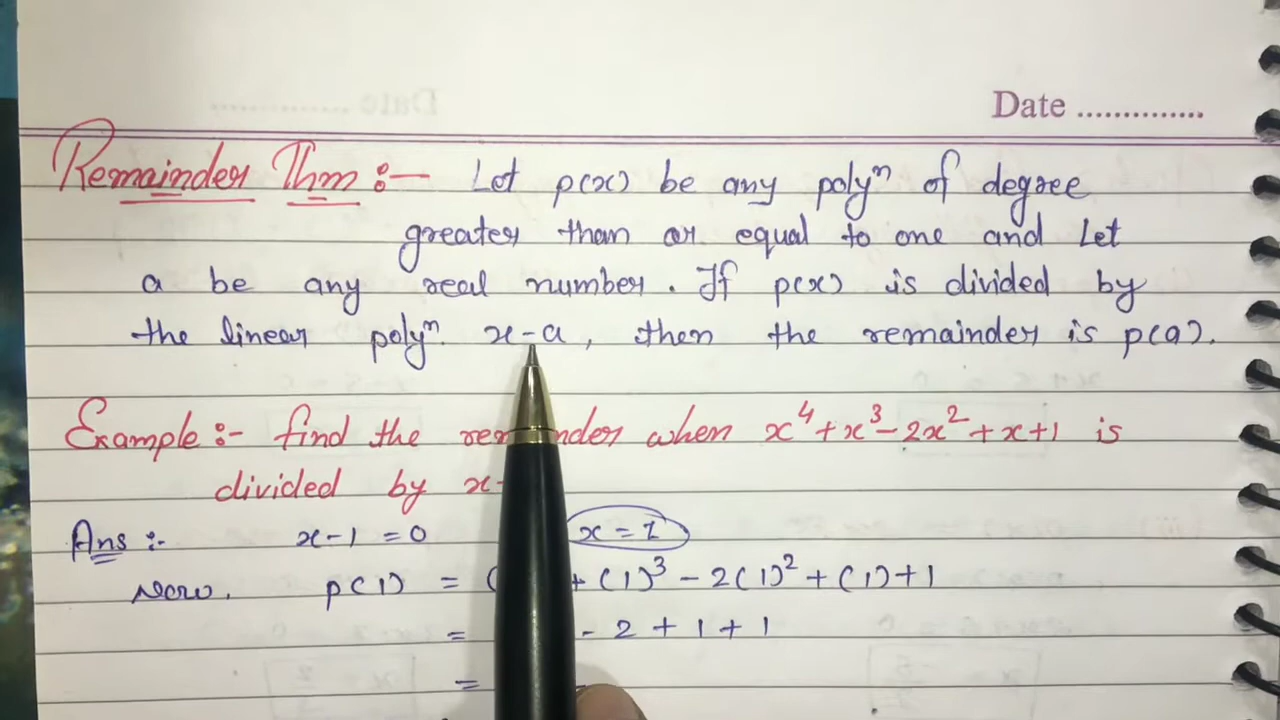 Date ..............
Remainder Thm :- Let p(x) be any polyⁿ of degree
greater than or equal to one and Let
a be any real number. If p(x) is divided by
the linear polyⁿ. x-a, then the remainder is p(a).
Example :- find the when x⁴+x³-2x²+x+1 is
divided by x-
Ans :- x-1=0 x=1
Now. p(1) = ( + (1)³ - 2(1)² + (1)+1
= - 2 + 1 + 1
=